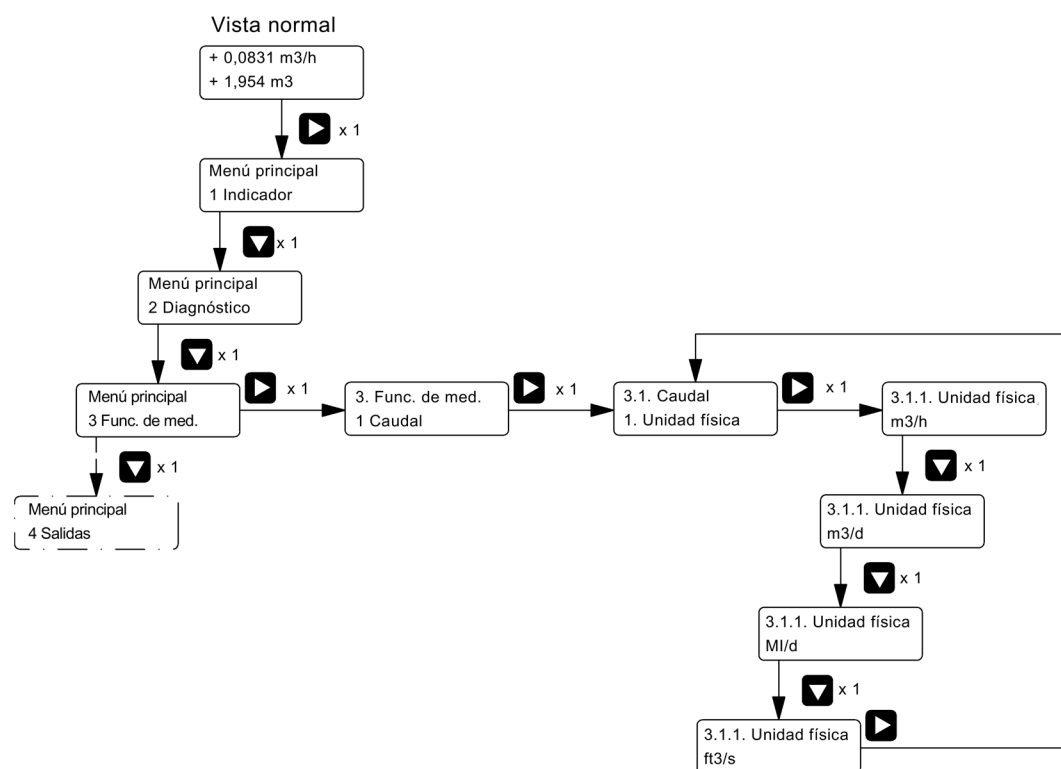 Vista normal
+ 0,0831 m3/h
+ 1,954 m3
x 1
Menú principal
1 Indicador
x 1
Menú principal
2 Diagnóstico
x 1
Menú principal
3 Func. de med.
x 1
3. Func. de med.
1 Caudal
x 1
3.1. Caudal
1. Unidad física
x 1
3.1.1. Unidad física
m3/h
x 1
Menú principal
4 Salidas
x 1
3.1.1. Unidad física
m3/d
x 1
3.1.1. Unidad física
Ml/d
x 1
3.1.1. Unidad física
ft3/s